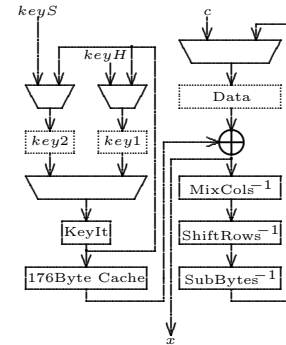 keyS
keyH
c
Data
key2
key1
MixCols⁻¹
KeyIt
ShiftRows⁻¹
176Byte Cache
SubBytes⁻¹
x